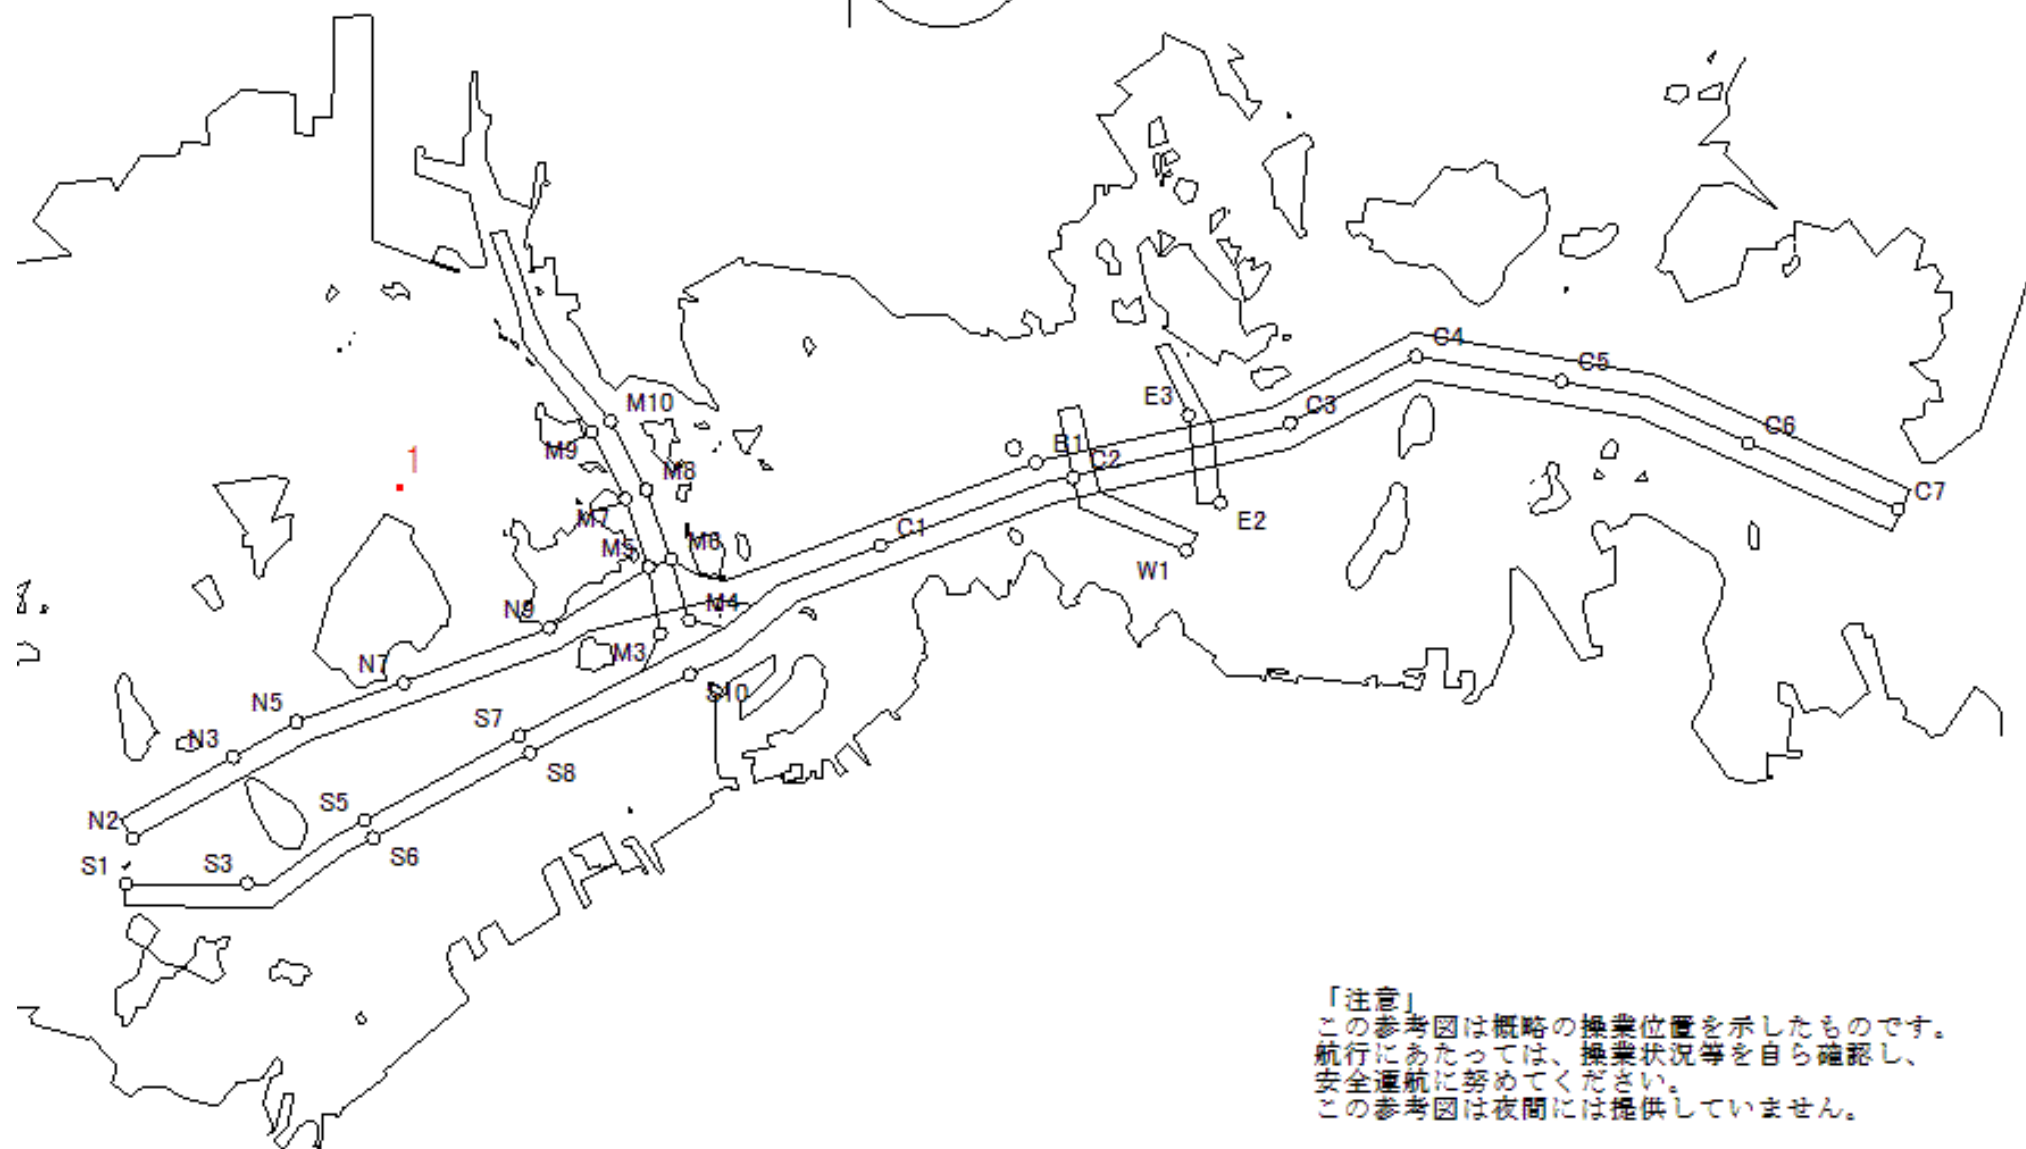 C4
C5
E3
M10
C3
B1
C6
M9
1
C2
M8
C7
M7
E2
C1
M5
M6
W1
N9
M4
M3
N7
S10
N5
S7
N3
S8
S5
N2
S6
S1
S3
「注意」
この参考図は概略の操業位置を示したものです。
航行にあたっては、操業状況等を自ら確認し、
安全運航に努めてください。
この参考図は夜間には提供していません。